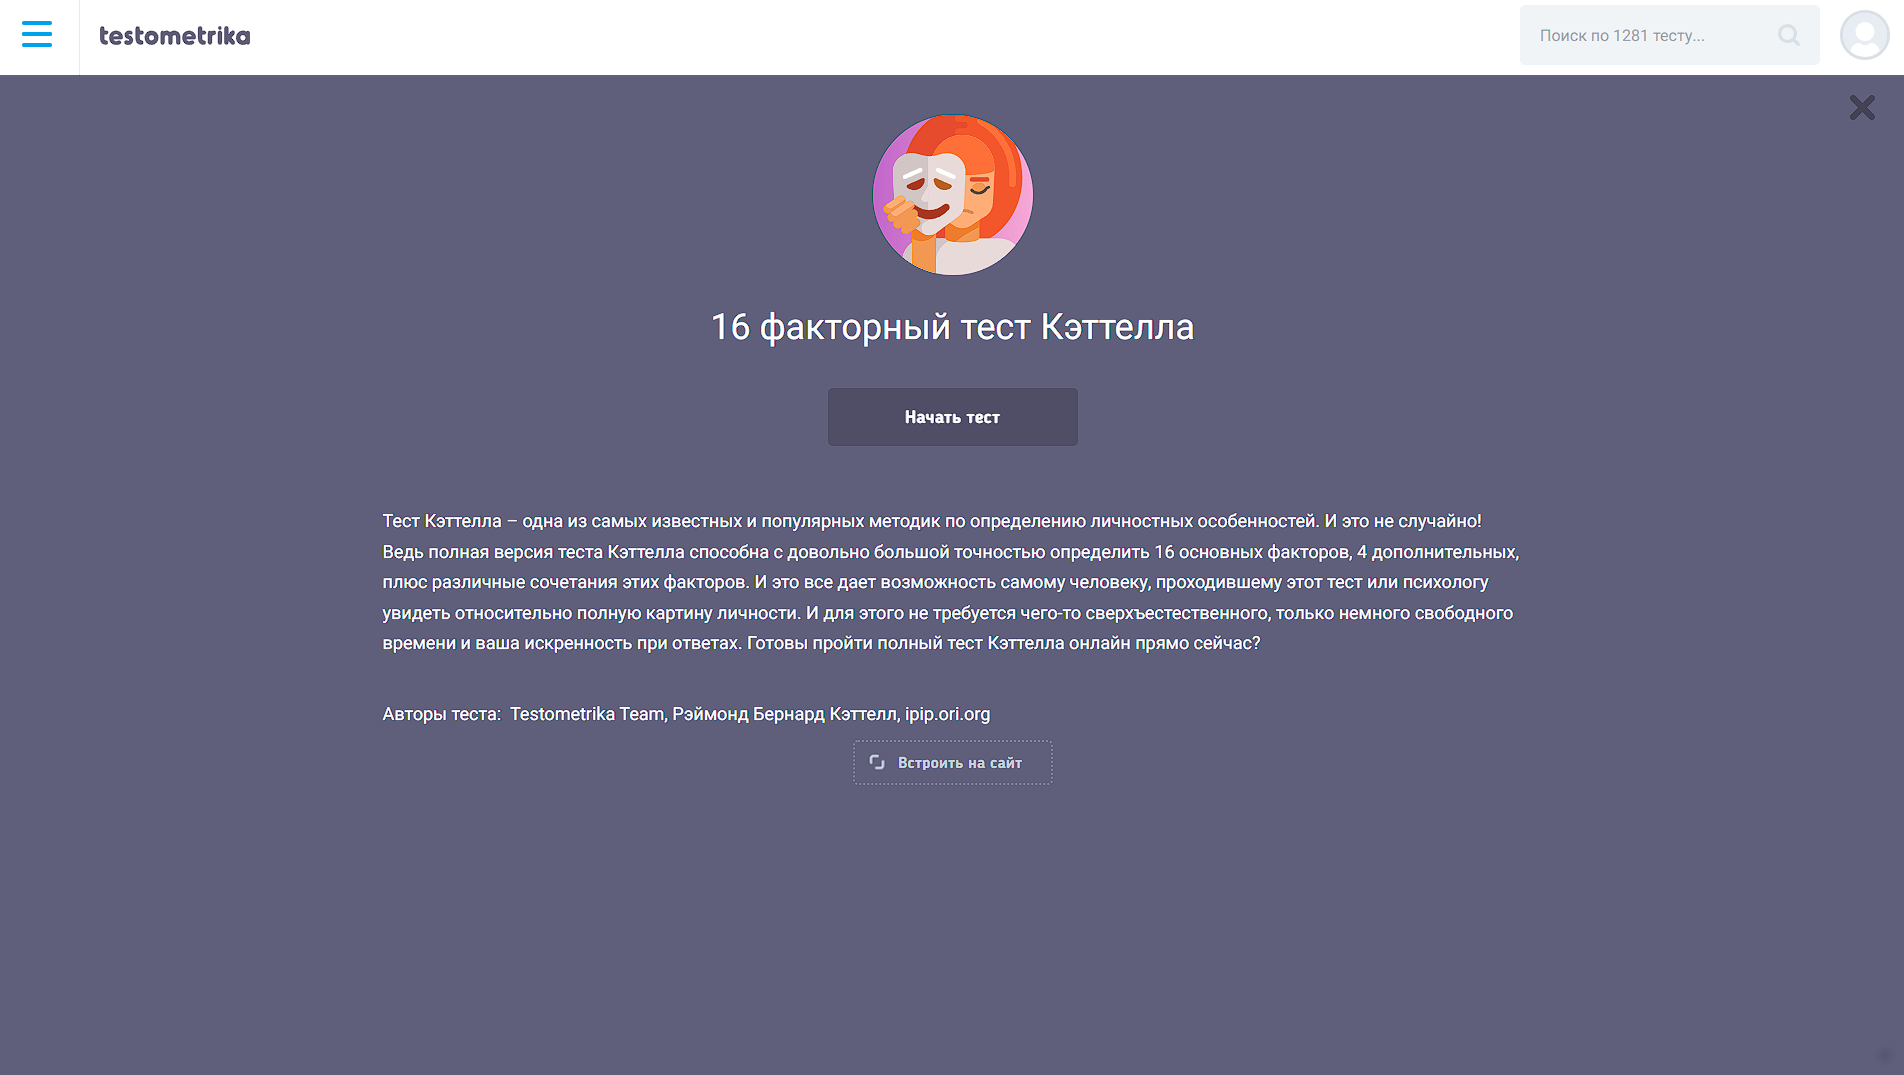 testometrika
Поиск по 1281 тесту...
16 факторный тест Кэттелла
Начать тест
Тест Кэттелла – одна из самых известных и популярных методик по определению личностных особенностей. И это не случайно!
Ведь полная версия теста Кэттелла способна с довольно большой точностью определить 16 основных факторов, 4 дополнительных,
плюс различные сочетания этих факторов. И это все дает возможность самому человеку, проходившему этот тест или психологу
увидеть относительно полную картину личности. И для этого не требуется чего-то сверхъестественного, только немного свободного
времени и ваша искренность при ответах. Готовы пройти полный тест Кэттелла онлайн прямо сейчас?
Авторы теста: Testometrika Team, Рэймонд Бернард Кэттелл, ipip.ori.org
Встроить на сайт